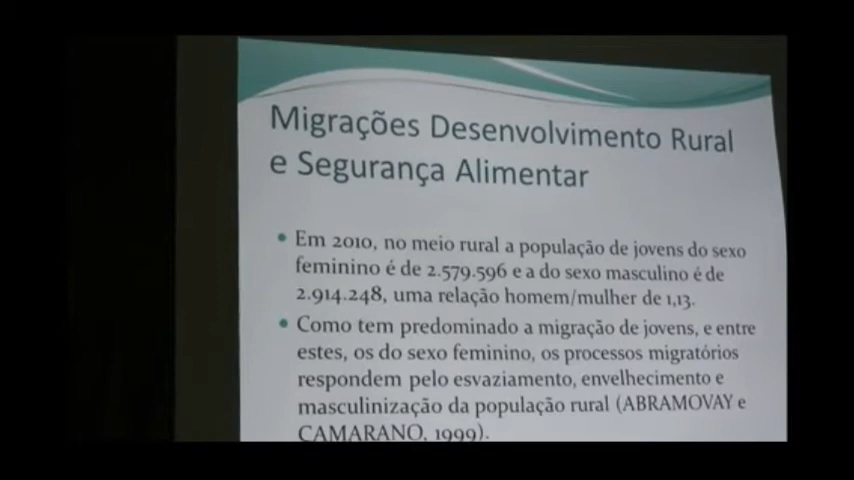 Migrações Desenvolvimento Rural
e Segurança Alimentar
• Em 2010, no meio rural a população de jovens do sexo
feminino é de 2.579.596 e a do sexo masculino é de
2.914.248, uma relação homem/mulher de 1,13.
• Como tem predominado a migração de jovens, e entre
estes, os do sexo feminino, os processos migratórios
respondem pelo esvaziamento, envelhecimento e
masculinização da população rural (ABRAMOVAY e
CAMARANO, 1999).